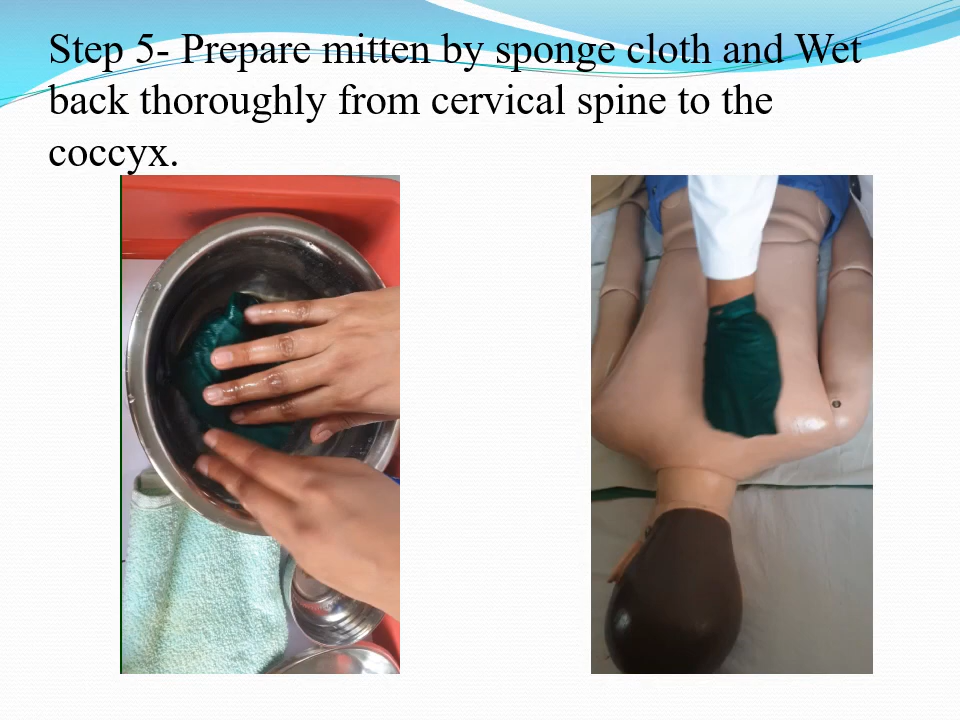 Step 5- Prepare mitten by sponge cloth and Wet
back thoroughly from cervical spine to the
coccyx.